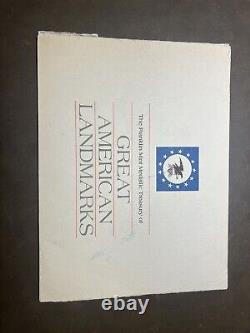 The Franklin Mint Medallic Treasury of
GREAT
AMERICAN
LANDMARKS